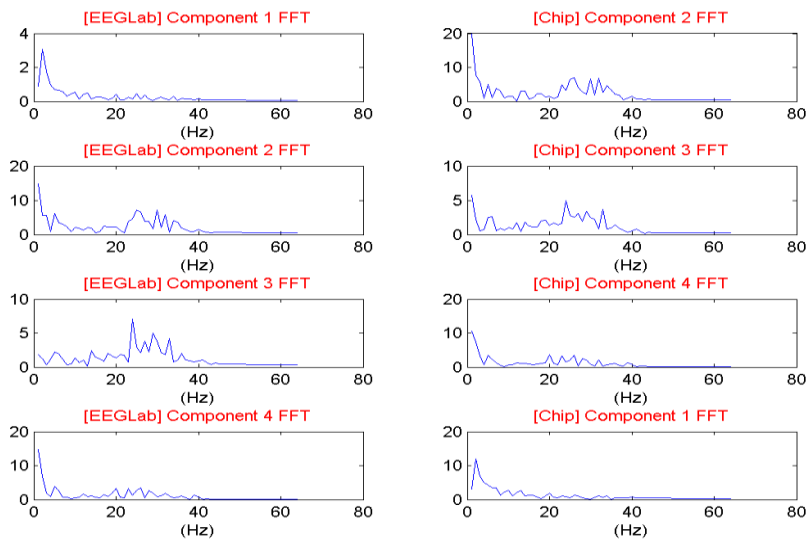 [EEGLab] Component 1 FFT
4
2
0
0 20 40 60 80
(Hz)
[Chip] Component 2 FFT
20
10
0
0 20 40 60 80
(Hz)
[EEGLab] Component 2 FFT
20
10
0
0 20 40 60 80
(Hz)
[Chip] Component 3 FFT
10
5
0
0 20 40 60 80
(Hz)
[EEGLab] Component 3 FFT
10
5
0
0 20 40 60 80
(Hz)
[Chip] Component 4 FFT
20
10
0
0 20 40 60 80
(Hz)
[EEGLab] Component 4 FFT
20
10
0
0 20 40 60 80
(Hz)
[Chip] Component 1 FFT
20
10
0
0 20 40 60 80
(Hz)